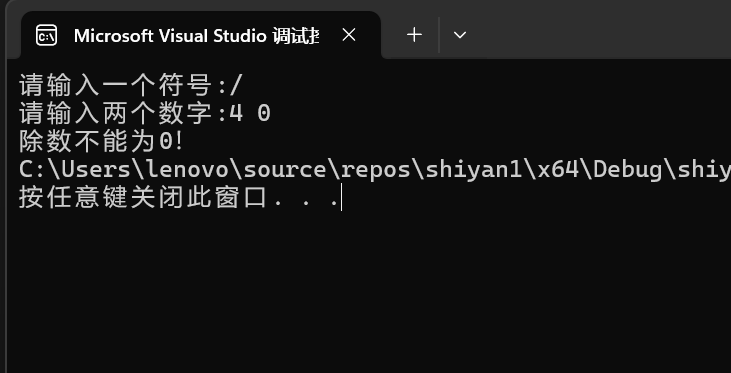 Microsoft Visual Studio 调试
请输入一个符号:/
请输入两个数字:4 0
除数不能为0!
C:\Users\lenovo\source\repos\shiyan1\x64\Debug\shiy
按任意键关闭此窗口. . .